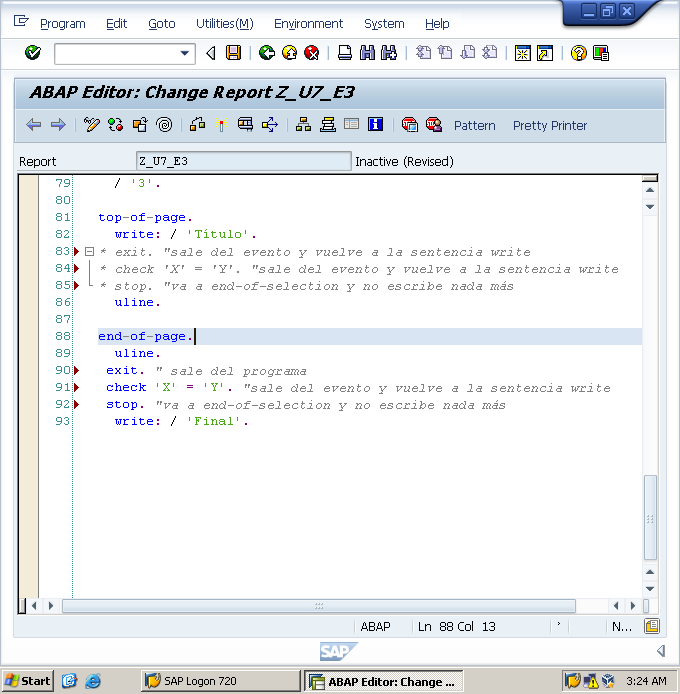 Program Edit Goto Utilities(M) Environment System Help
ABAP Editor: Change Report Z_U7_E3
Pattern Pretty Printer
Report Z_U7_E3 Inactive (Revised)
79 / '3'.
80
81 top-of-page.
82 write: / 'Título'.
83 * exit. "sale del evento y vuelve a la sentencia write
84 * check 'X' = 'Y'. "sale del evento y vuelve a la sentencia write
85 * stop. "va a end-of-selection y no escribe nada más
86 uline.
87
88 end-of-page.
89 uline.
90 exit. " sale del programa
91 check 'X' = 'Y'. "sale del evento y vuelve a la sentencia write
92 stop. "va a end-of-selection y no escribe nada más
93 write: / 'Final'.
ABAP Ln 88 Col 13 * N...
SAP
Start SAP Logon 720 ABAP Editor: Change ... 3:24 AM